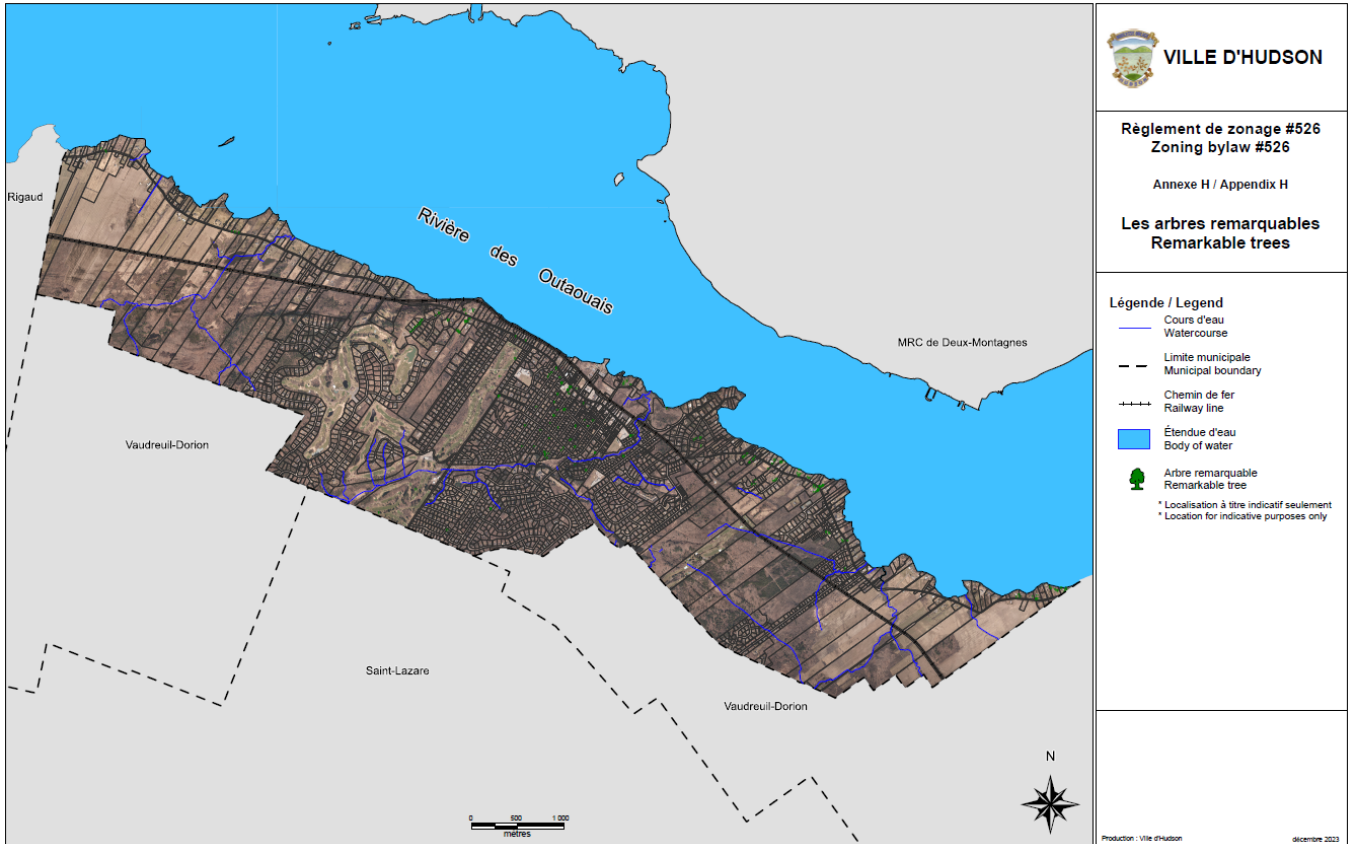 VILLE D'HUDSON
Règlement de zonage #526
Zoning bylaw #526
Annexe H / Appendix H
Les arbres remarquables
Remarkable trees
Légende / Legend
Cours d'eau
Watercourse
Limite municipale
Municipal boundary
Chemin de fer
Railway line
Étendue d'eau
Body of water
Arbre remarquable
Remarkable tree
* Localisation à titre indicatif seulement
* Location for indicative purposes only
Rigaud
Rivière des Outaouais
MRC de Deux-Montagnes
Vaudreuil-Dorion
Saint-Lazare
Vaudreuil-Dorion
N
0 500 1 000
mètres
Production : Ville d'Hudson
décembre 2023